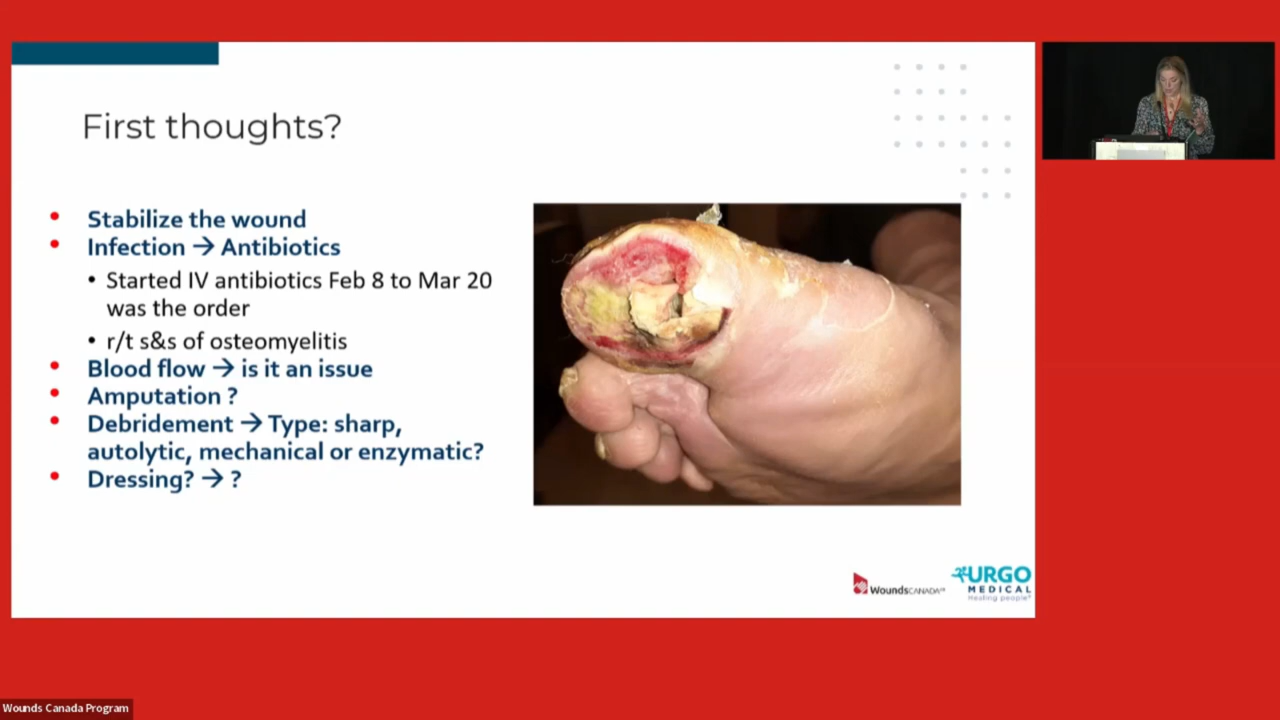 First thoughts?
• Stabilize the wound
• Infection → Antibiotics
• Started IV antibiotics Feb 8 to Mar 20
was the order
• r/t s&s of osteomyelitis
• Blood flow → is it an issue
• Amputation ?
• Debridement → Type: sharp,
autolytic, mechanical or enzymatic?
• Dressing? → ?
WoundsCANADA
URGO
MEDICAL
Healing people
Wounds Canada Program